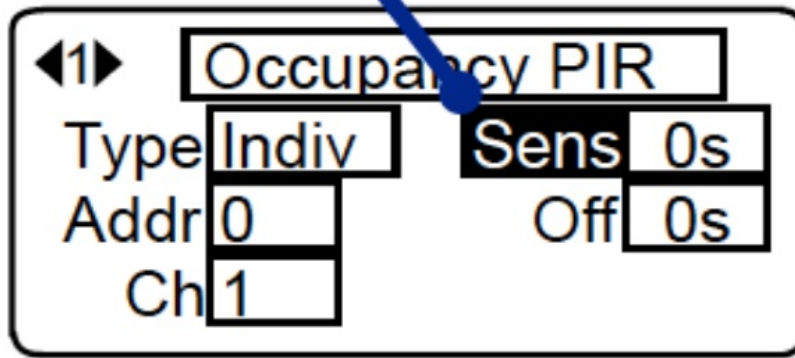 1 Occupancy PIR
Type Indiv Sens 0s
Addr 0 Off 0s
Ch 1